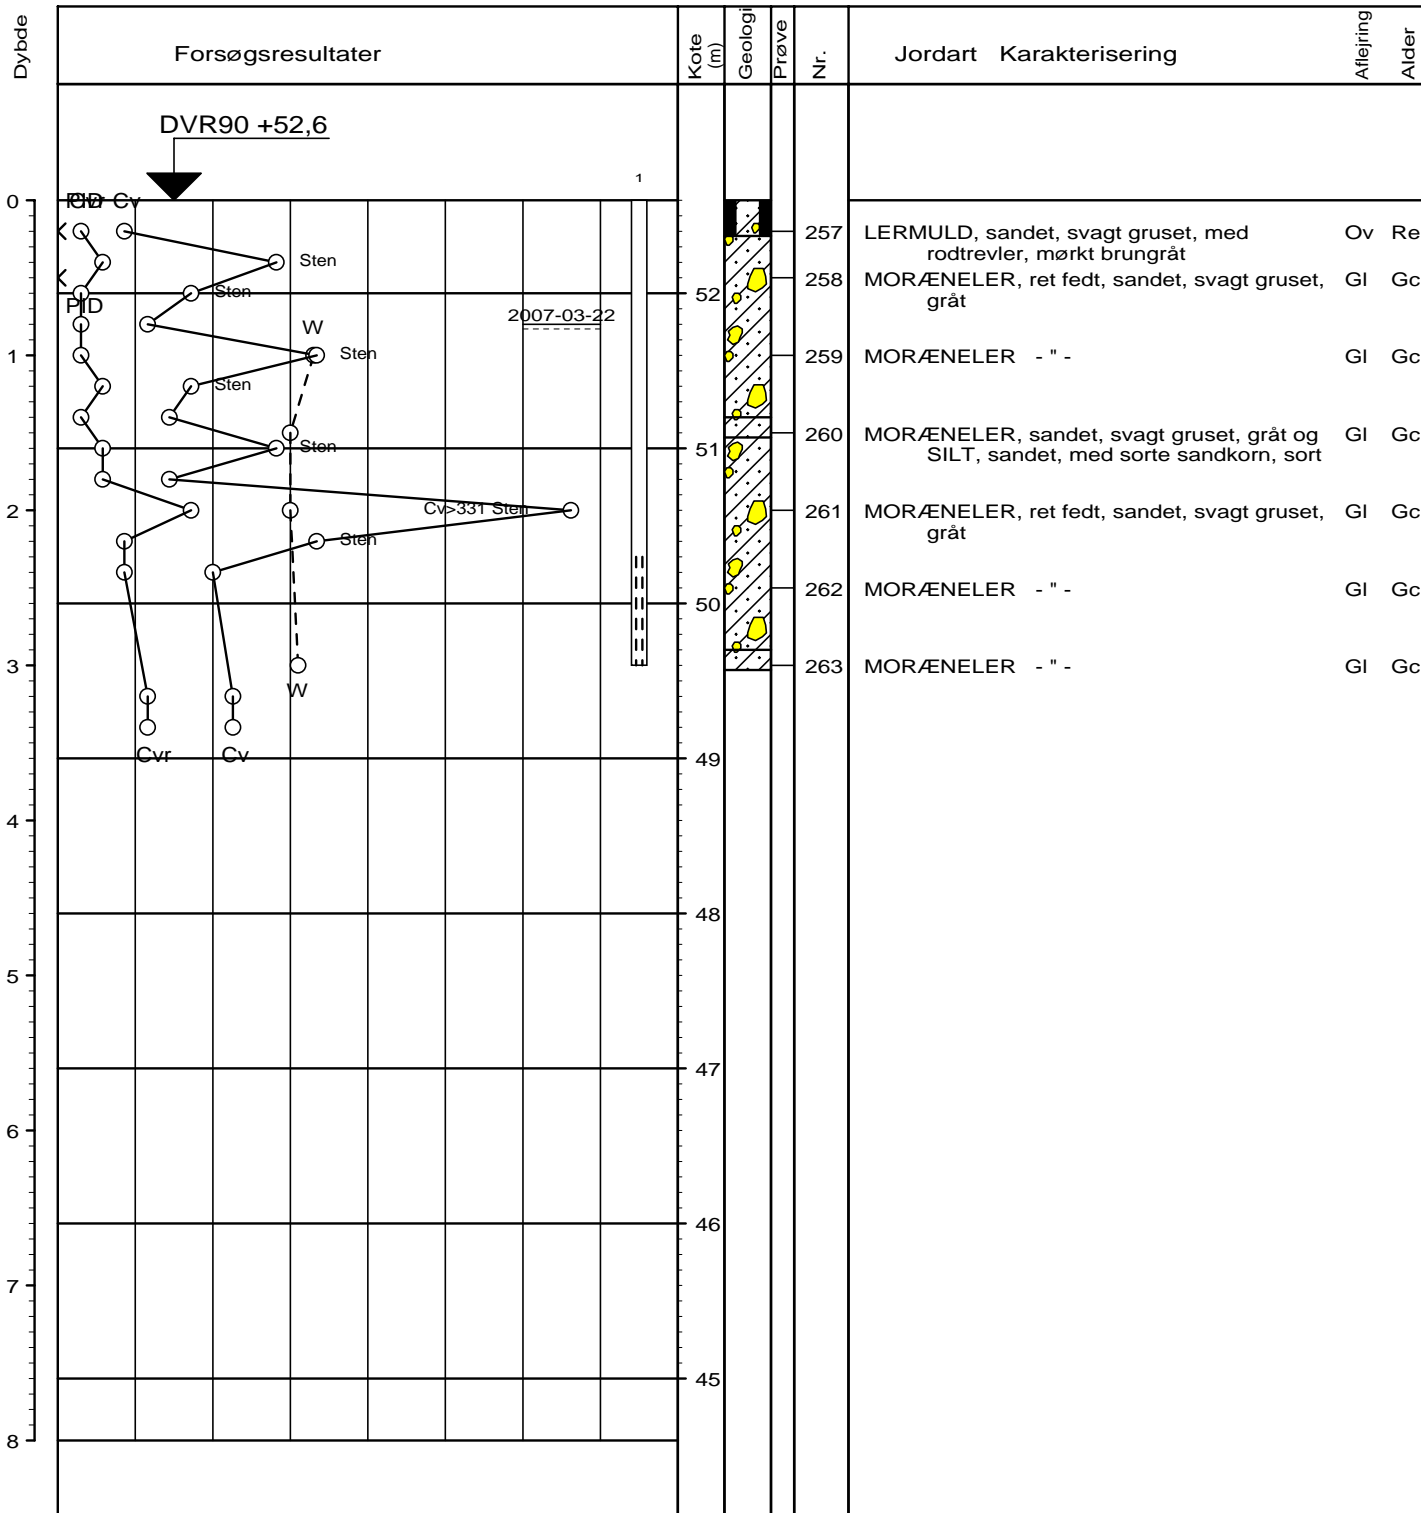 Dybde
Forsøgsresultater
Kote (m)
Geologi
Prøve
Nr.
Jordart Karakterisering
Aflejring
Alder
DVR90 +52,6
1
0
PID Cvr Cv
257 LERMULD, sandet, svagt gruset, med Ov Re
rodtrevler, mørkt brungråt
Sten
258 MORÆNELER, ret fedt, sandet, svagt gruset, Gl Gc
gråt
Sten
52
PID
2007-03-22
W
1
Sten
259 MORÆNELER - " - Gl Gc
Sten
260 MORÆNELER, sandet, svagt gruset, gråt og Gl Gc
SILT, sandet, med sorte sandkorn, sort
Sten
51
2
Cv>331 Sten
261 MORÆNELER, ret fedt, sandet, svagt gruset, Gl Gc
gråt
Sten
262 MORÆNELER - " - Gl Gc
50
3
263 MORÆNELER - " - Gl Gc
W
Cvr Cv
49
4
48
5
47
6
46
7
45
8